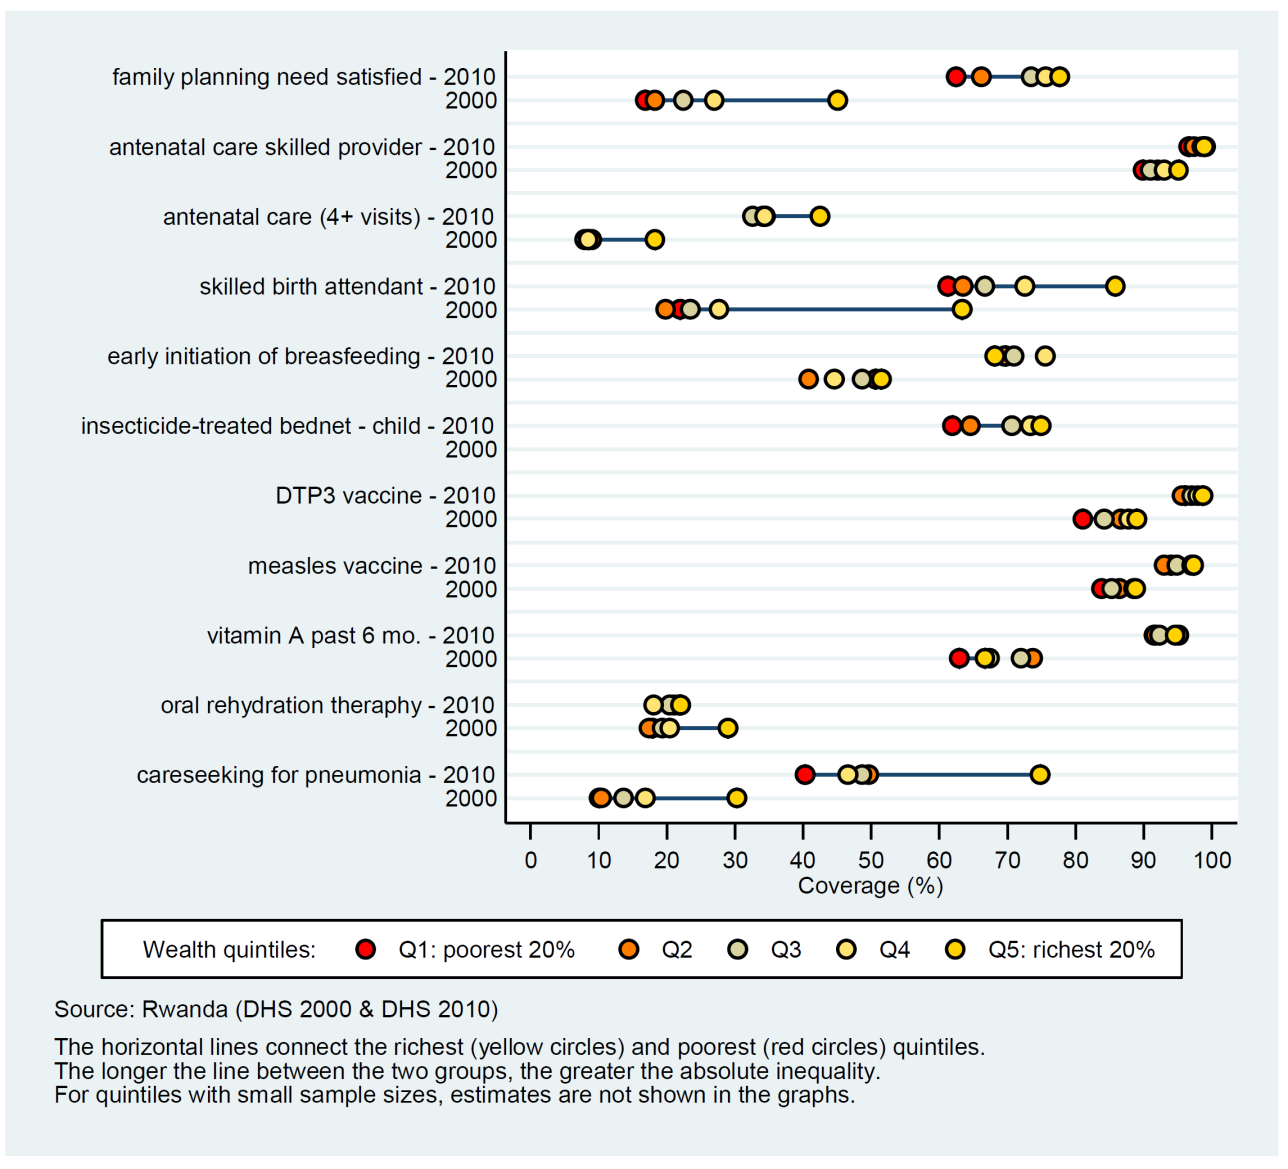 family planning need satisfied - 2010
2000
antenatal care skilled provider - 2010
2000
antenatal care (4+ visits) - 2010
2000
skilled birth attendant - 2010
2000
early initiation of breasfeeding - 2010
2000
insecticide-treated bednet - child - 2010
2000
DTP3 vaccine - 2010
2000
measles vaccine - 2010
2000
vitamin A past 6 mo. - 2010
2000
oral rehydration theraphy - 2010
2000
careseeking for pneumonia - 2010
2000
0 10 20 30 40 50 60 70 80 90 100
Coverage (%)
Wealth quintiles: Q1: poorest 20% Q2 Q3 Q4 Q5: richest 20%
Source: Rwanda (DHS 2000 & DHS 2010)
The horizontal lines connect the richest (yellow circles) and poorest (red circles) quintiles.
The longer the line between the two groups, the greater the absolute inequality.
For quintiles with small sample sizes, estimates are not shown in the graphs.